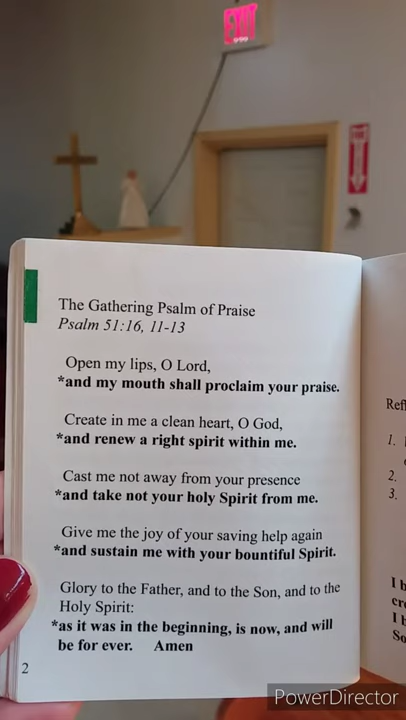 EXIT
The Gathering Psalm of Praise
Psalm 51:16, 11-13
Open my lips, O Lord,
*and my mouth shall proclaim your praise.
Create in me a clean heart, O God,
*and renew a right spirit within me.
Cast me not away from your presence
*and take not your holy Spirit from me.
Give me the joy of your saving help again
*and sustain me with your bountiful Spirit.
Glory to the Father, and to the Son, and to the
Holy Spirit:
*as it was in the beginning, is now, and will
be for ever. Amen
2
1.
2.
3.
PowerDirector